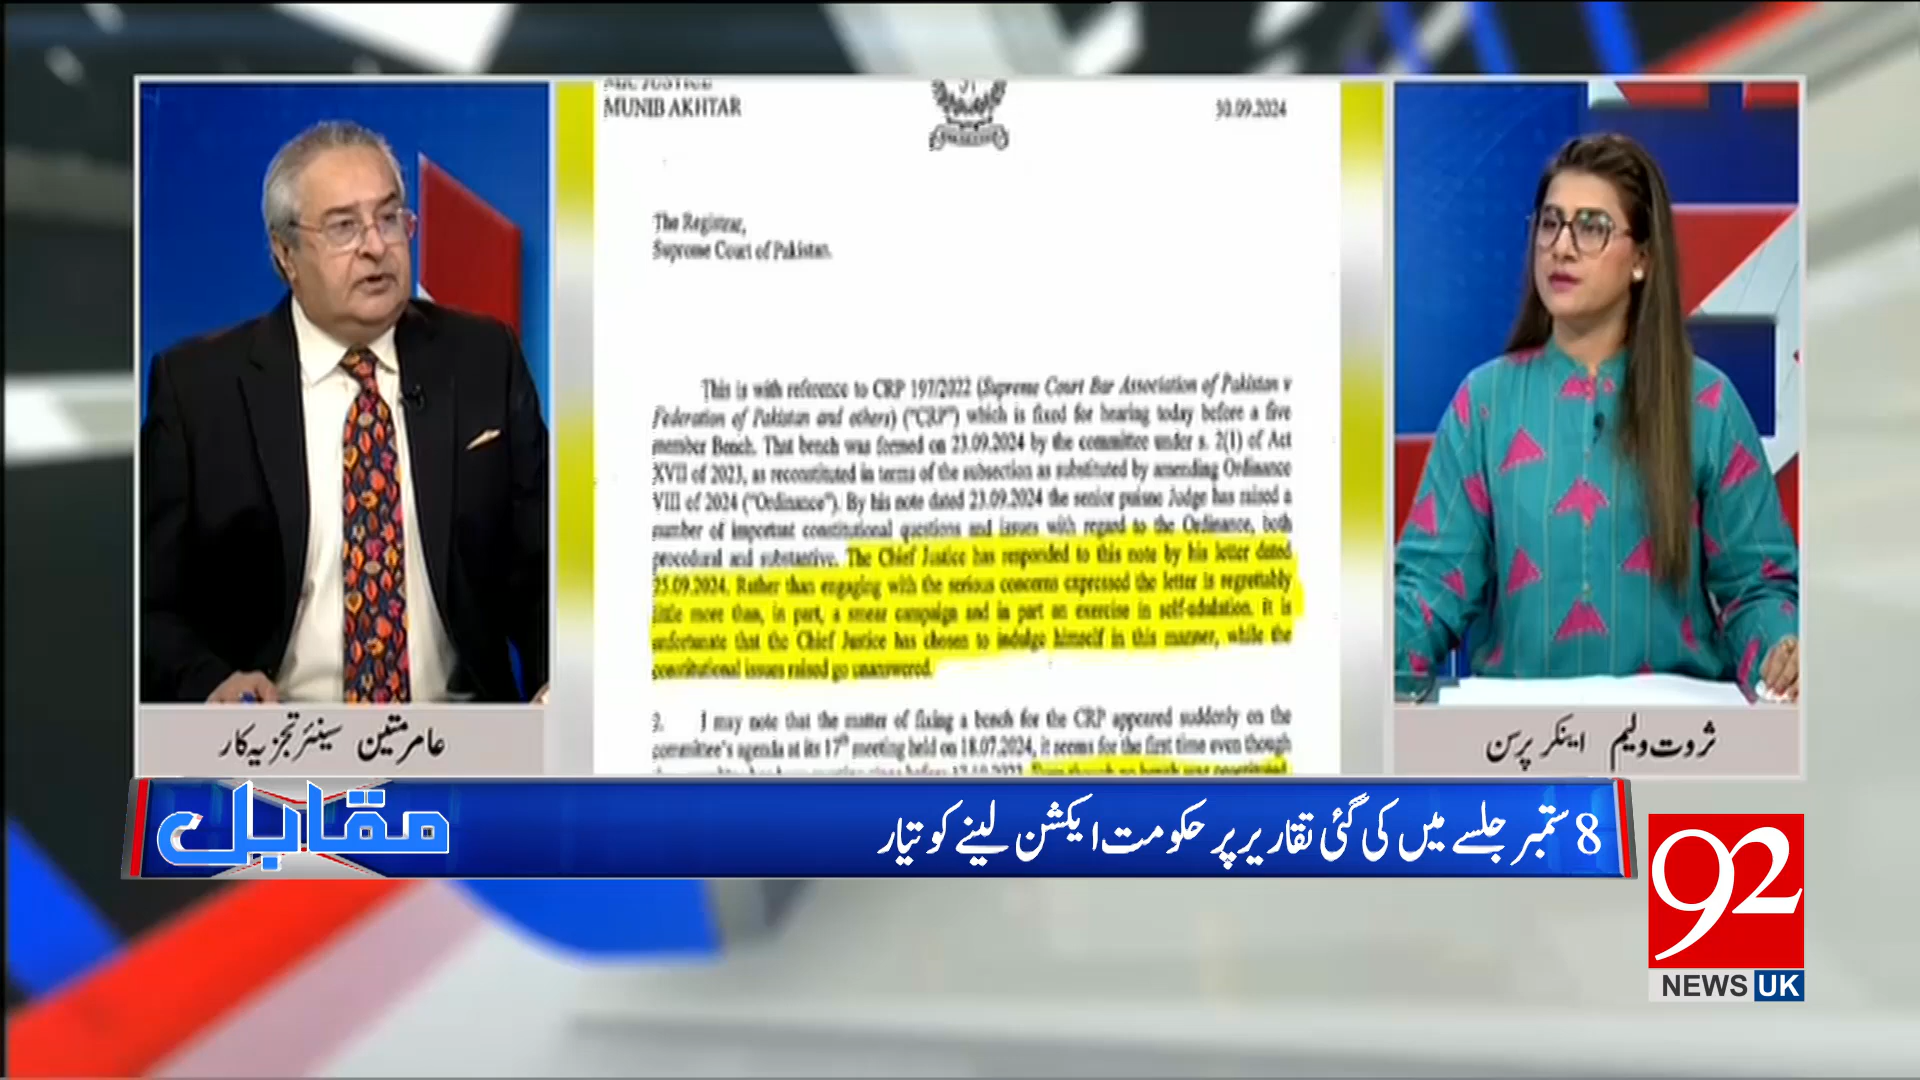 MUNIB AKHTAR
30.09.2024
The Registrar,
Supreme Court of Pakistan.
This is with reference to CRP 197/2022 (Supreme Court Bar Association of Pakistan v
Federation of Pakistan and others) ("CRP") which is fixed for hearing today before a five
member Bench. That bench was formed on 23.09.2024 by the committee under s. 2(1) of Act
XVII of 2023, as reconstituted in terms of the subsection as substituted by amending Ordinance
VIII of 2024 ("Ordinance"). By his note dated 23.09.2024 the senior puisne Judge has raised a
number of important constitutional questions and issues with regard to the Ordinance, both
procedural and substantive. The Chief Justice has responded to this note by his letter dated
25.09.2024. Rather than engaging with the serious concerns expressed the letter is regrettably
little more than, in part, a smear campaign and in part an exercise in self-adulation. It is
unfortunate that the Chief Justice has chosen to indulge himself in this manner, while the
constitutional issues raised go unanswered.
I may note that the matter of fixing a bench for the CRP appeared suddenly on the
committee's agenda at its 17th meeting held on 18.07.2024, it seems for the first time even though
عامر متین سینئر تجزیہ کار
ثروت ولیم اینکر پرسن
مقابل
8 ستمبر جلسے میں کی گئی تقاریر پر حکومت ایکشن لینے کو تیار
92
NEWS UK